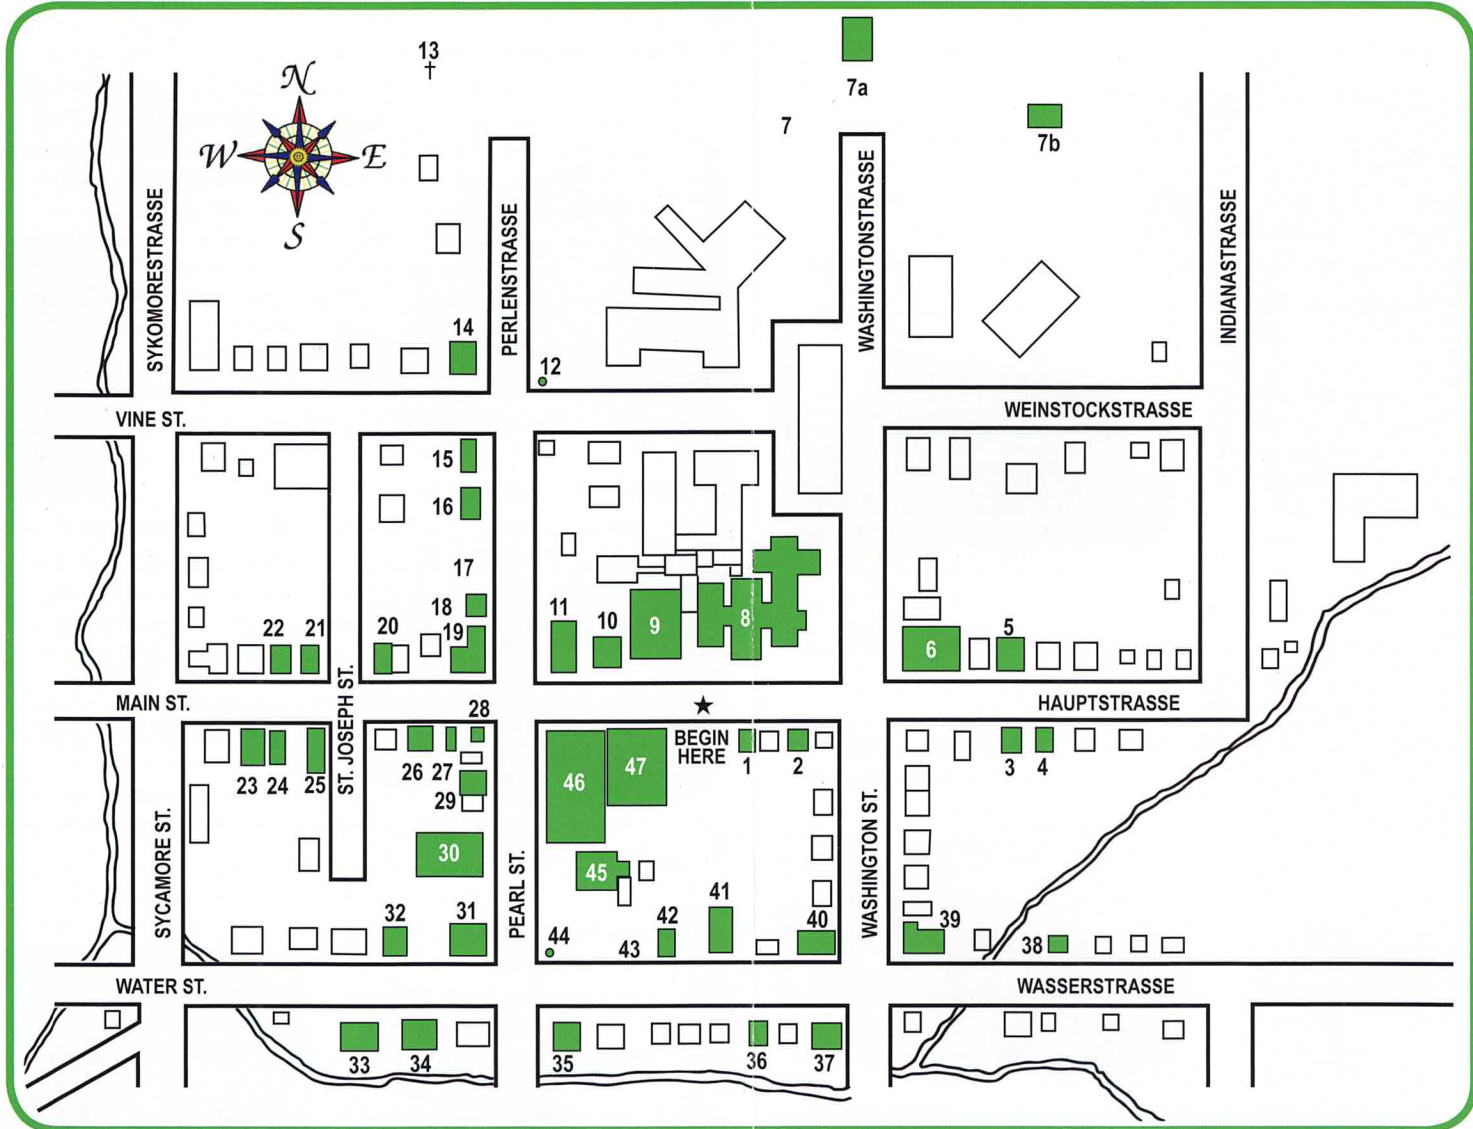 13
†
N
W
E
S
7a
7
7b
SYKOMORESTRASSE
PERLENSTRASSE
WASHINGTONSTRASSE
INDIANASTRASSE
14
12
VINE ST.
WEINSTOCKSTRASSE
15
16
17
18
19
20
21
22
11
10
9
8
6
5
MAIN ST.
ST. JOSEPH ST.
★
HAUPTSTRASSE
28
BEGIN
HERE
46
47
1
2
3
4
23
24
25
26
27
29
30
45
SYCAMORE ST.
PEARL ST.
WASHINGTON ST.
32
31
44
43
42
41
40
39
38
WATER ST.
WASSERSTRASSE
33
34
35
36
37